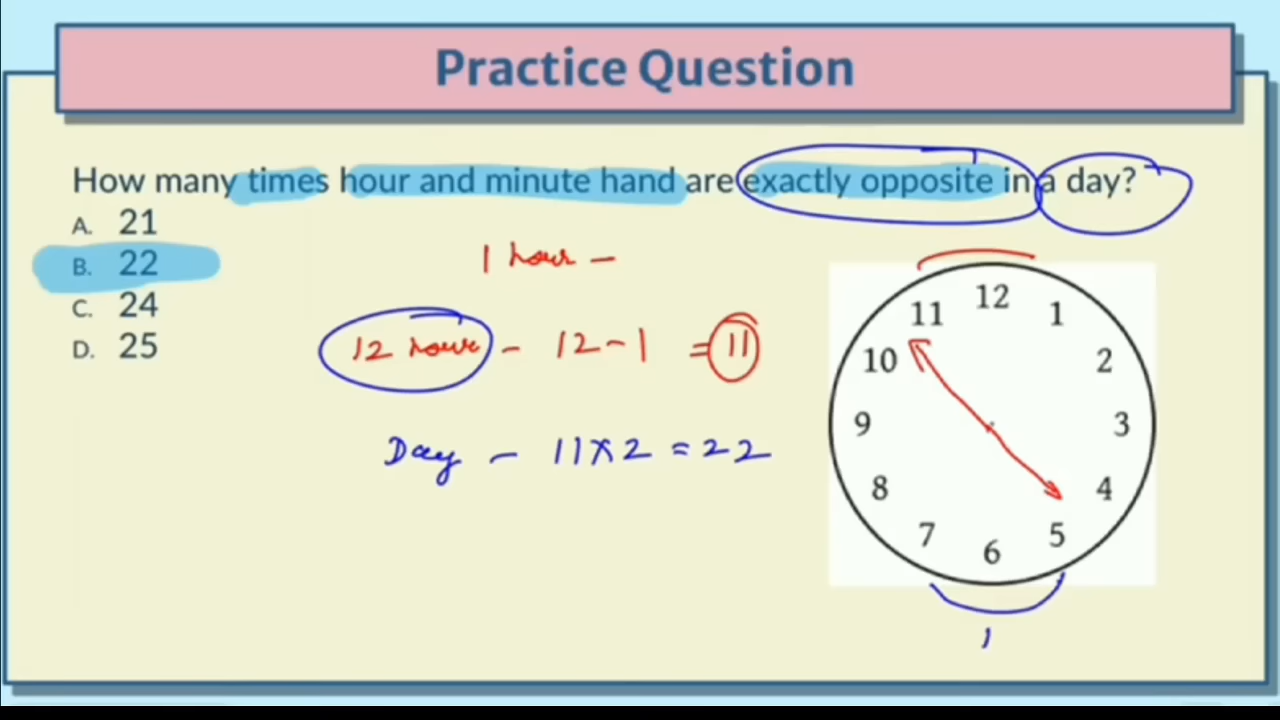 Practice Question
How many times hour and minute hand are exactly opposite in a day?
A. 21
B. 22
C. 24
D. 25
1 hour -
12 hour - 12-1 = 11
Day - 11x2 = 22
12
11 1
10 2
9 3
8 4
7 5
6
1